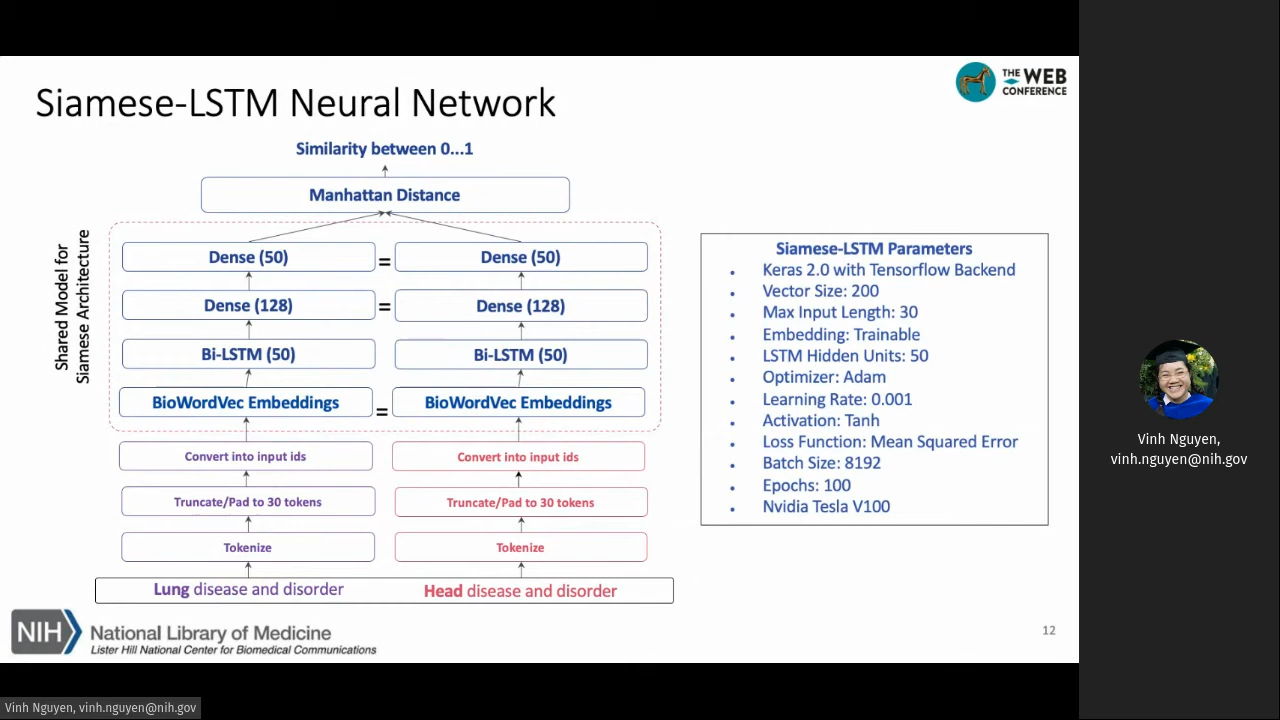 THE WEB
CONFERENCE
Siamese-LSTM Neural Network
Similarity between 0...1
Manhattan Distance
Shared Model for
Siamese Architecture
Dense (50) = Dense (50)
Dense (128) = Dense (128)
Bi-LSTM (50) Bi-LSTM (50)
BioWordVec Embeddings = BioWordVec Embeddings
Convert into input ids Convert into input ids
Truncate/Pad to 30 tokens Truncate/Pad to 30 tokens
Tokenize Tokenize
Lung disease and disorder Head disease and disorder
Siamese-LSTM Parameters
• Keras 2.0 with Tensorflow Backend
• Vector Size: 200
• Max Input Length: 30
• Embedding: Trainable
• LSTM Hidden Units: 50
• Optimizer: Adam
• Learning Rate: 0.001
• Activation: Tanh
• Loss Function: Mean Squared Error
• Batch Size: 8192
• Epochs: 100
• Nvidia Tesla V100
NIH National Library of Medicine
Lister Hill National Center for Biomedical Communications
12
Vinh Nguyen,
vinh.nguyen@nih.gov
Vinh Nguyen, vinh.nguyen@nih.gov